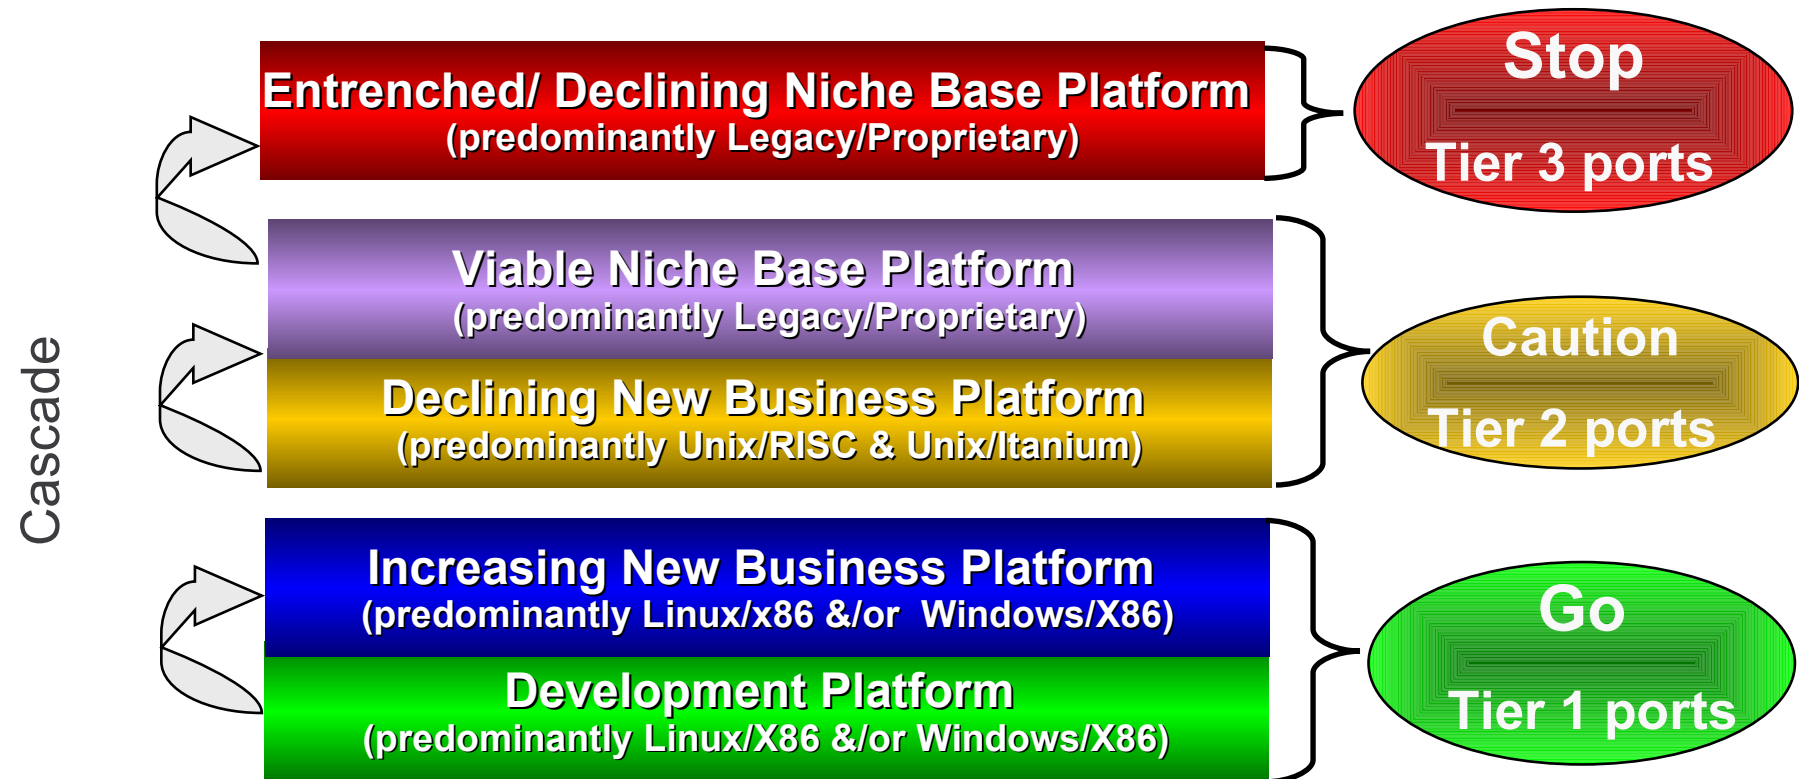 Entrenched/ Declining Niche Base Platform
(predominantly Legacy/Proprietary)
Stop
Tier 3 ports
Viable Niche Base Platform
(predominantly Legacy/Proprietary)
Declining New Business Platform
(predominantly Unix/RISC & Unix/Itanium)
Caution
Tier 2 ports
Increasing New Business Platform
(predominantly Linux/x86 &/or Windows/X86)
Development Platform
(predominantly Linux/X86 &/or Windows/X86)
Go
Tier 1 ports
Cascade